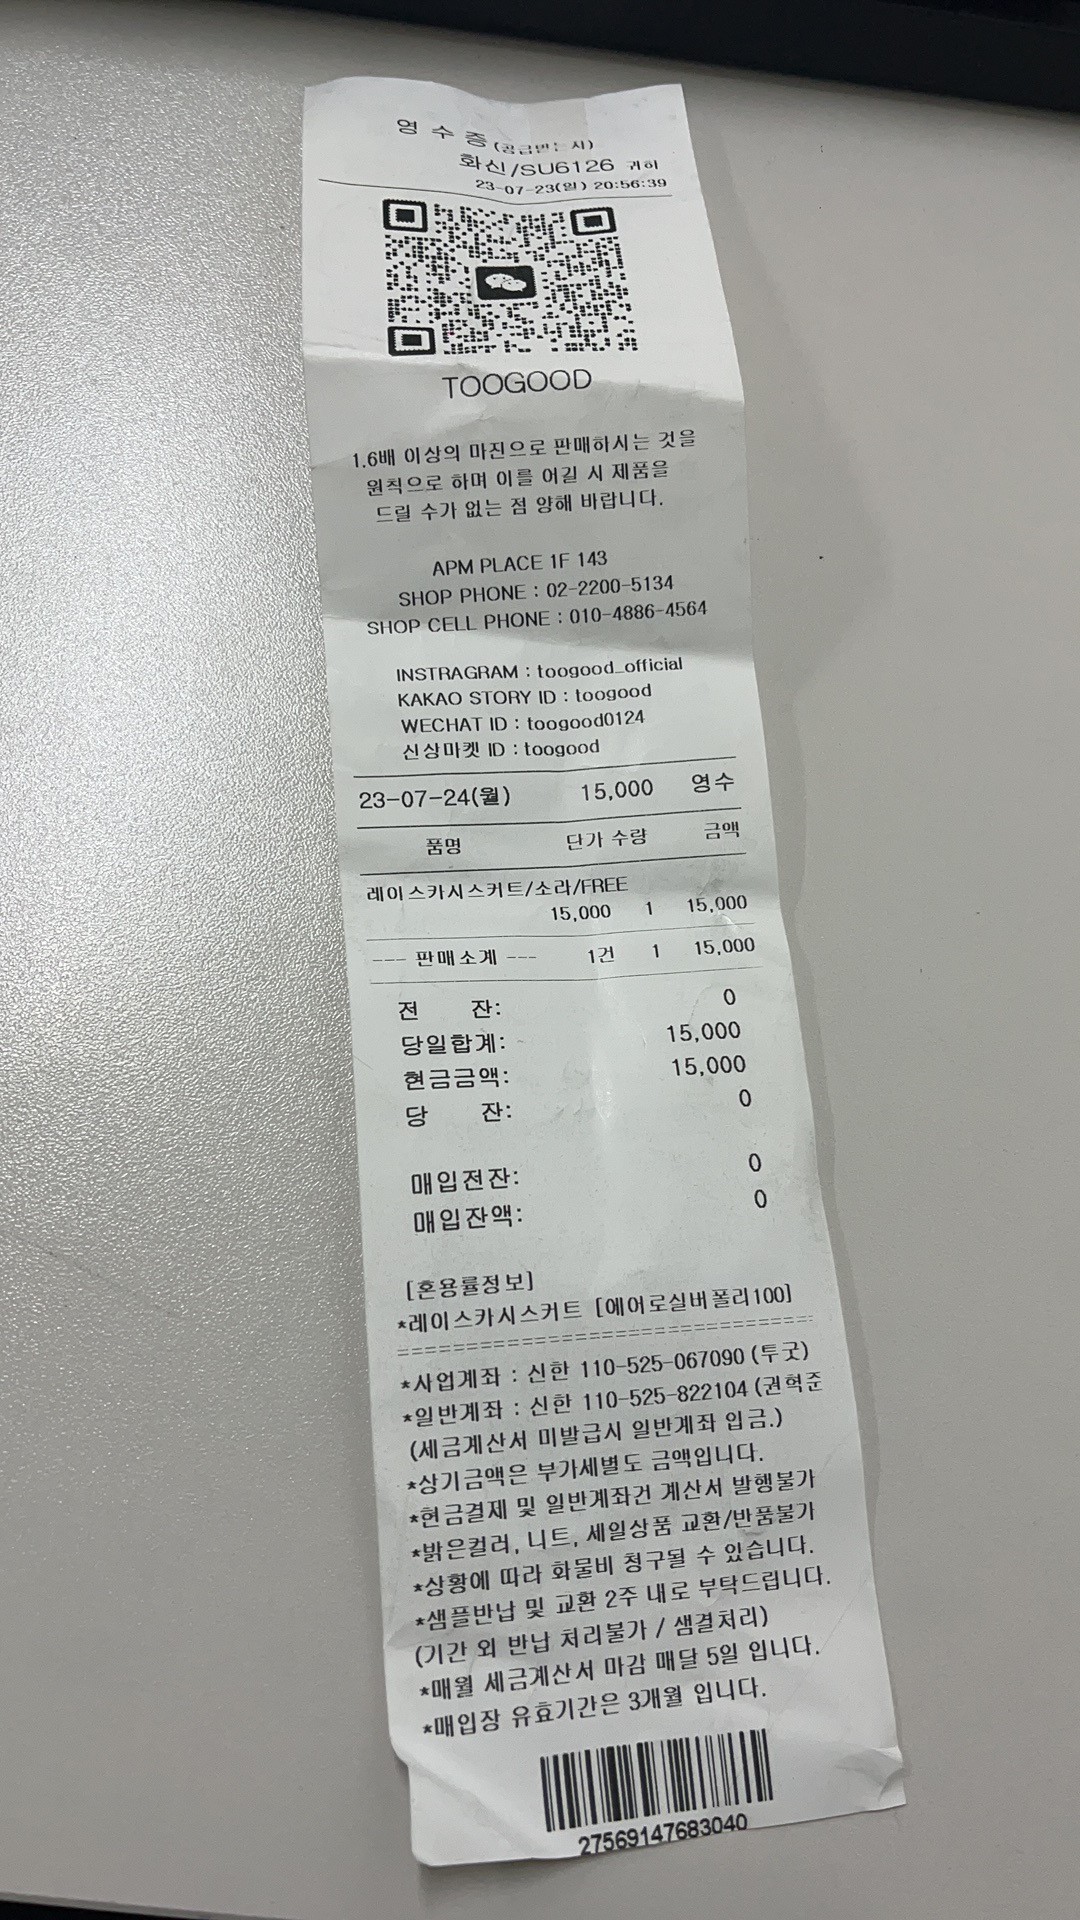 영 수 증 (공급받는 자)
화신/SU6126 귀하
23-07-23(일) 20:56:39
TOOGOOD
1.6배 이상의 마진으로 판매하시는 것을
원칙으로 하며 이를 어길 시 제품을
드릴 수가 없는 점 양해 바랍니다.
APM PLACE 1F 143
SHOP PHONE : 02-2200-5134
SHOP CELL PHONE : 010-4886-4564
INSTRAGRAM : toogood_official
KAKAO STORY ID : toogood
WECHAT ID : toogood0124
신상마켓 ID : toogood
23-07-24(월) 15,000 영수
품명 단가 수량 금액
레이스카시스커트/소라/FREE
15,000 1 15,000
--- 판매소계 --- 1건 1 15,000
전 잔: 0
당일합계: 15,000
현금금액: 15,000
당 잔: 0
매입전잔: 0
매입잔액: 0
[혼용률정보]
*레이스카시스커트 [에어로실버폴리100]
================================
*사업계좌 : 신한 110-525-067090 (투굿)
*일반계좌 : 신한 110-525-822104 (권혁준
(세금계산서 미발급시 일반계좌 입금.)
*상기금액은 부가세별도 금액입니다.
*현금결제 및 일반계좌건 계산서 발행불가
*밝은컬러, 니트, 세일상품 교환/반품불가
*상황에 따라 화물비 청구될 수 있습니다.
*샘플반납 및 교환 2주 내로 부탁드립니다.
(기간 외 반납 처리불가 / 샘결처리)
*매월 세금계산서 마감 매달 5일 입니다.
*매입장 유효기간은 3개월 입니다.
27569147683040